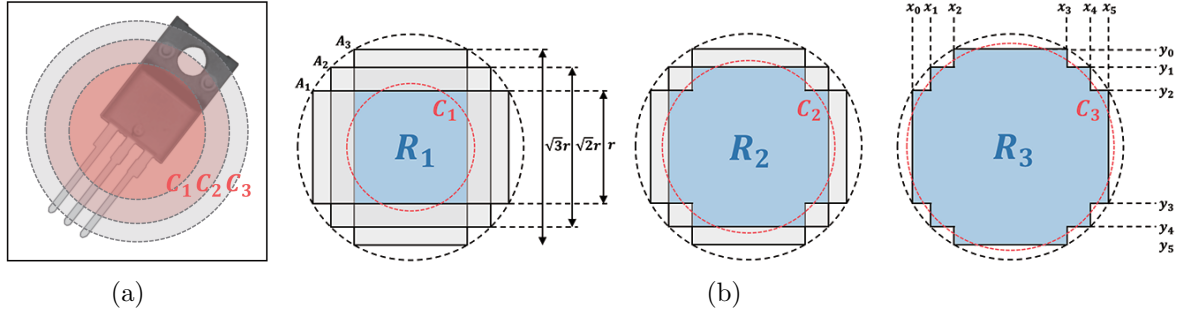 C₁ C₂ C₃
(a)
A₃
A₂
A₁
C₁
R₁
√3r √2r r
C₂
R₂
(b)
x₀ x₁ x₂ x₃ x₄ x₅
C₃
R₃
y₀
y₁
y₂
y₃
y₄
y₅